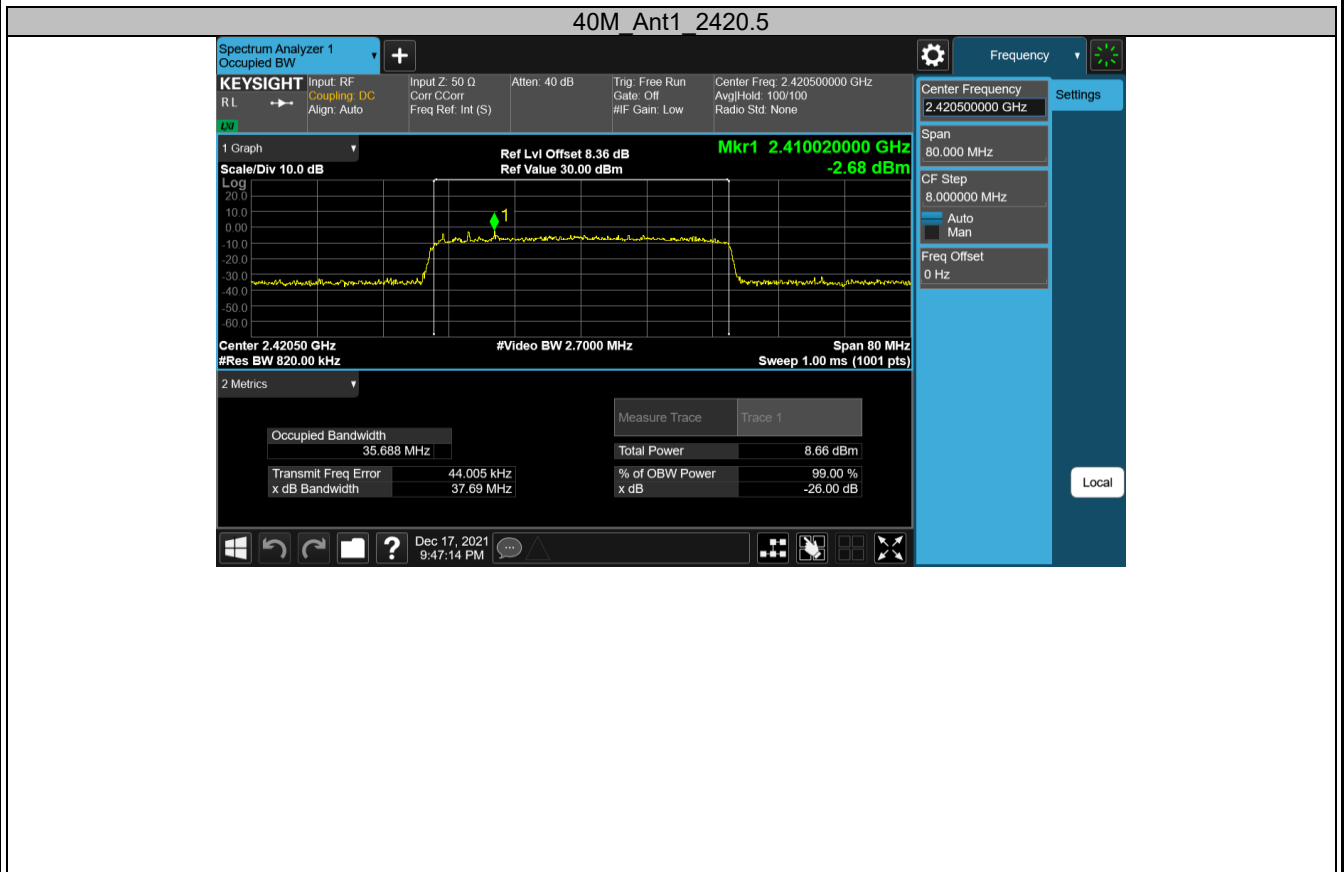 40M_Ant1_2420.5
Spectrum Analyzer 1
Occupied BW
+
Frequency
KEYSIGHT
R L
LXI
Input: RF
Coupling: DC
Align: Auto
Input Z: 50 Ω
Corr CCorr
Freq Ref: Int (S)
Atten: 40 dB
Trig: Free Run
Gate: Off
#IF Gain: Low
Center Freq: 2.420500000 GHz
Avg|Hold: 100/100
Radio Std: None
Center Frequency
2.420500000 GHz
Settings
Span
80.000 MHz
CF Step
8.000000 MHz
Auto
Man
Freq Offset
0 Hz
1 Graph
Scale/Div 10.0 dB
Ref Lvl Offset 8.36 dB
Ref Value 30.00 dBm
Mkr1 2.410020000 GHz
-2.68 dBm
Log
20.0
10.0
0.00
-10.0
-20.0
-30.0
-40.0
-50.0
-60.0
1
Center 2.42050 GHz
#Video BW 2.7000 MHz
Span 80 MHz
#Res BW 820.00 kHz
Sweep 1.00 ms (1001 pts)
2 Metrics
Measure Trace Trace 1
Occupied Bandwidth
35.688 MHz
Total Power 8.66 dBm
Transmit Freq Error 44.005 kHz
% of OBW Power 99.00 %
x dB Bandwidth 37.69 MHz
x dB -26.00 dB
Local
?
Dec 17, 2021
9:47:14 PM